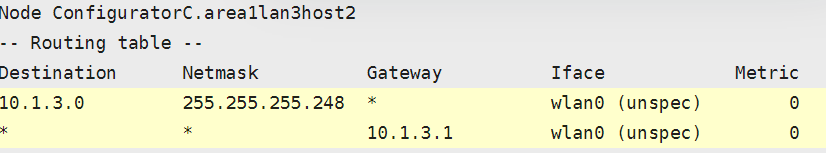 Node ConfiguratorC.area1lan3host2
-- Routing table --
Destination Netmask Gateway Iface Metric
10.1.3.0 255.255.255.248 * wlan0 (unspec) 0
* * 10.1.3.1 wlan0 (unspec) 0